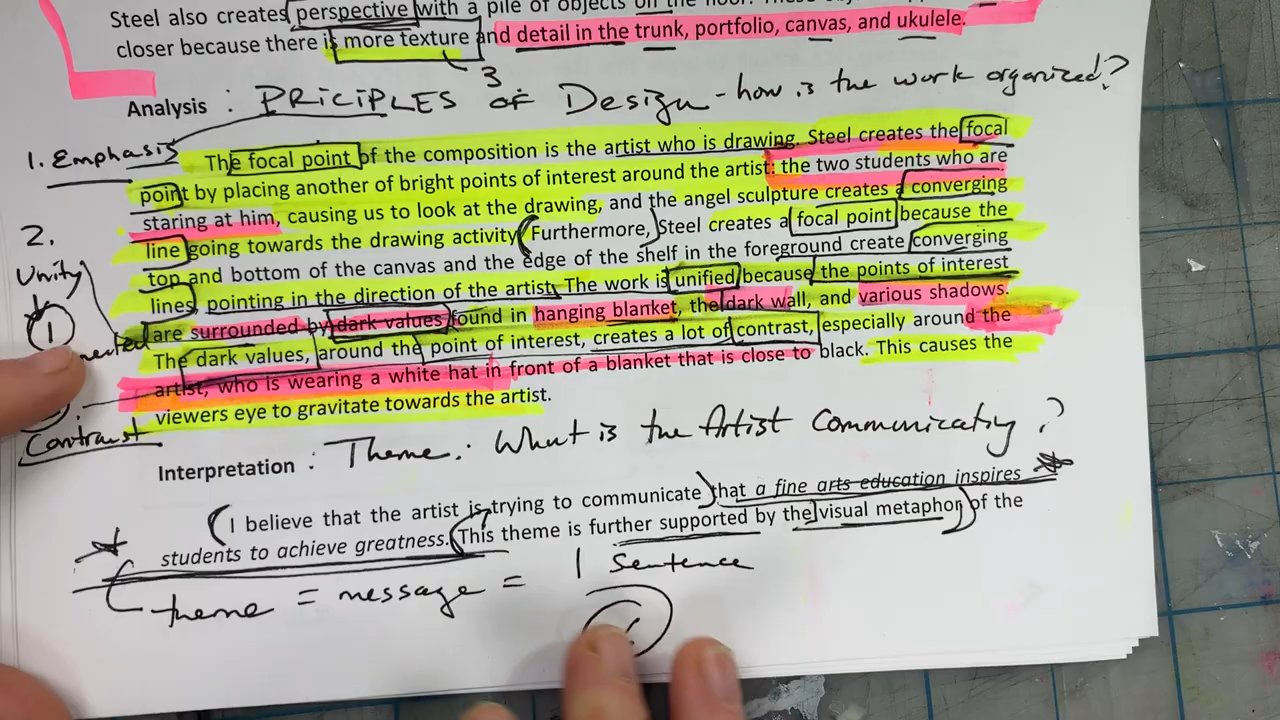 Steel also creates perspective with a pile of objects on the floor. These
closer because there is more texture and detail in the trunk, portfolio, canvas, and ukulele.
3
Analysis : PRICIPLES of Design - how is the work organized?
1. Emphasis
The focal point of the composition is the artist who is drawing. Steel creates the focal
point by placing another of bright points of interest around the artist: the two students who are
staring at him, causing us to look at the drawing, and the angel sculpture creates a converging
line going towards the drawing activity. Furthermore, Steel creates a focal point because the
2.
Unity
top and bottom of the canvas and the edge of the shelf in the foreground create converging
lines, pointing in the direction of the artist. The work is unified because the points of interest
1
are surrounded by dark values found in hanging blanket, the dark wall, and various shadows.
The dark values, around the point of interest, creates a lot of contrast, especially around the
artist, who is wearing a white hat in front of a blanket that is close to black. This causes the
viewers eye to gravitate towards the artist.
Contrast
Interpretation : Theme: What is the Artist Communicating?
I believe that the artist is trying to communicate that a fine arts education inspires
students to achieve greatness. This theme is further supported by the visual metaphor of the
theme = message = 1 Sentence